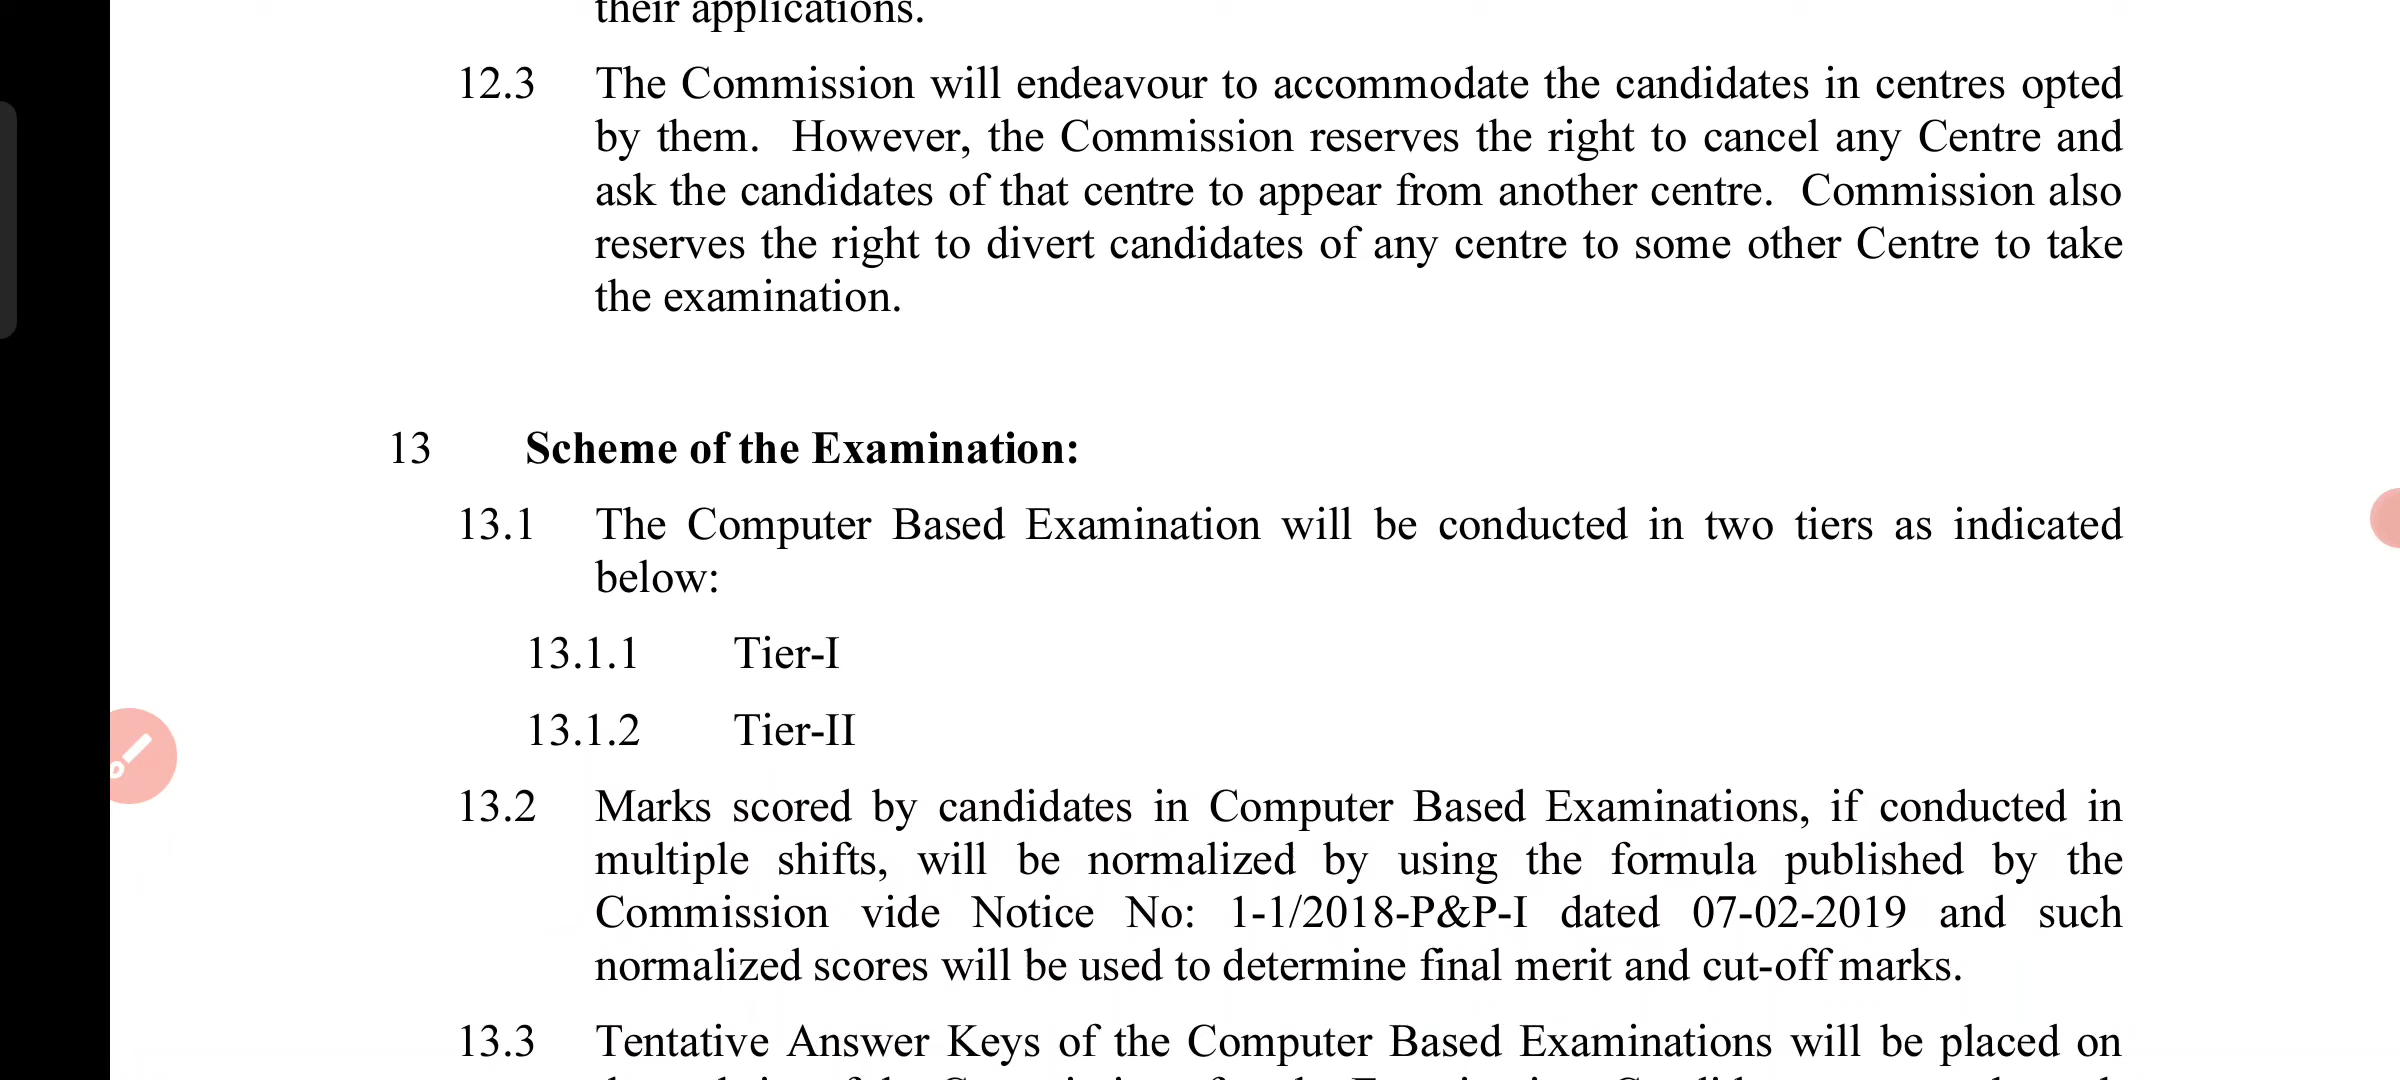 their applications.
12.3 The Commission will endeavour to accommodate the candidates in centres opted
by them. However, the Commission reserves the right to cancel any Centre and
ask the candidates of that centre to appear from another centre. Commission also
reserves the right to divert candidates of any centre to some other Centre to take
the examination.
13 Scheme of the Examination:
13.1 The Computer Based Examination will be conducted in two tiers as indicated
below:
13.1.1 Tier-I
13.1.2 Tier-II
13.2 Marks scored by candidates in Computer Based Examinations, if conducted in
multiple shifts, will be normalized by using the formula published by the
Commission vide Notice No: 1-1/2018-P&P-I dated 07-02-2019 and such
normalized scores will be used to determine final merit and cut-off marks.
13.3 Tentative Answer Keys of the Computer Based Examinations will be placed on